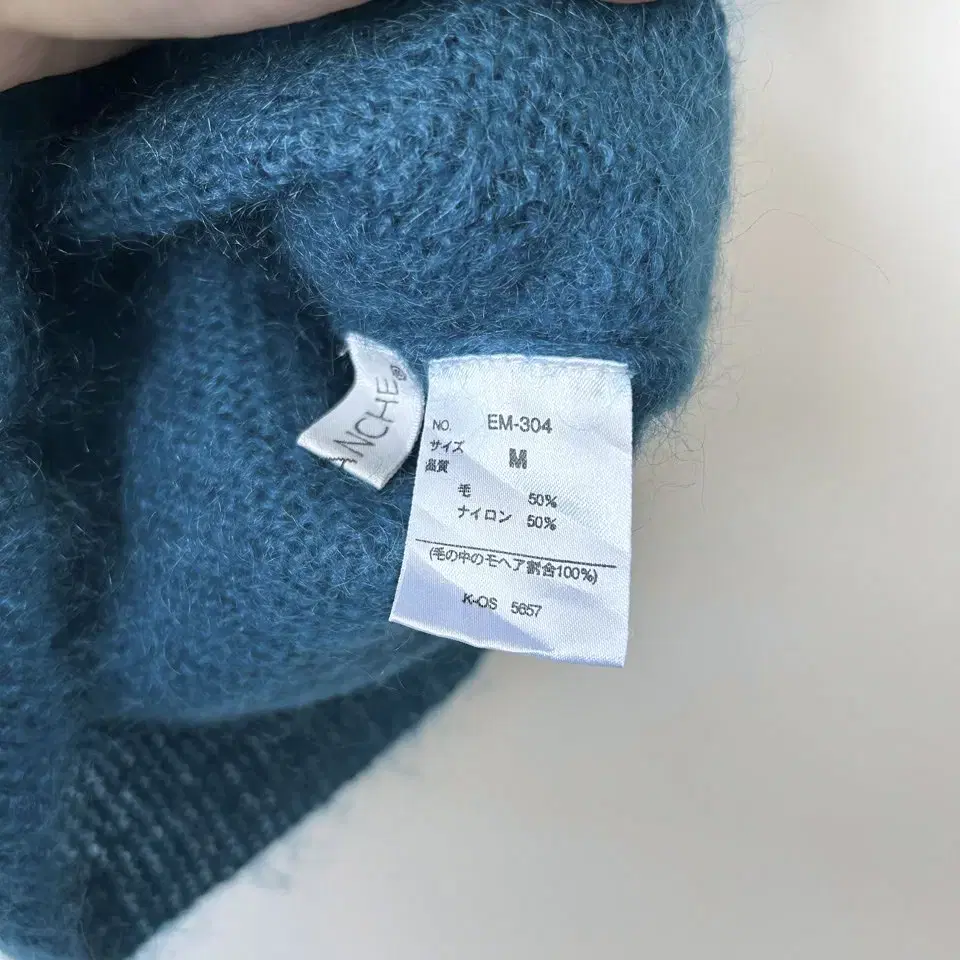 ANCHE®
NO. EM-304
サイズ M
品質
毛 50%
ナイロン 50%
(毛の中のモヘア割合100%)
K-OS 5657